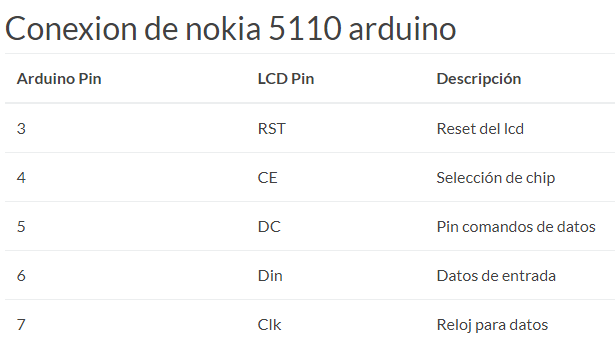 Conexion de nokia 5110 arduino
Arduino Pin LCD Pin Descripción
3 RST Reset del lcd
4 CE Selección de chip
5 DC Pin comandos de datos
6 Din Datos de entrada
7 Clk Reloj para datos